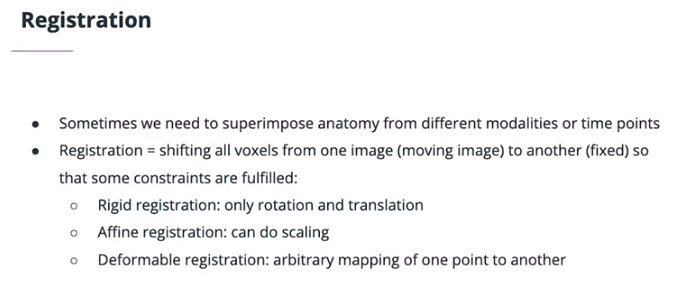 Registration
● Sometimes we need to superimpose anatomy from different modalities or time points
● Registration = shifting all voxels from one image (moving image) to another (fixed) so
that some constraints are fulfilled:
○ Rigid registration: only rotation and translation
○ Affine registration: can do scaling
○ Deformable registration: arbitrary mapping of one point to another